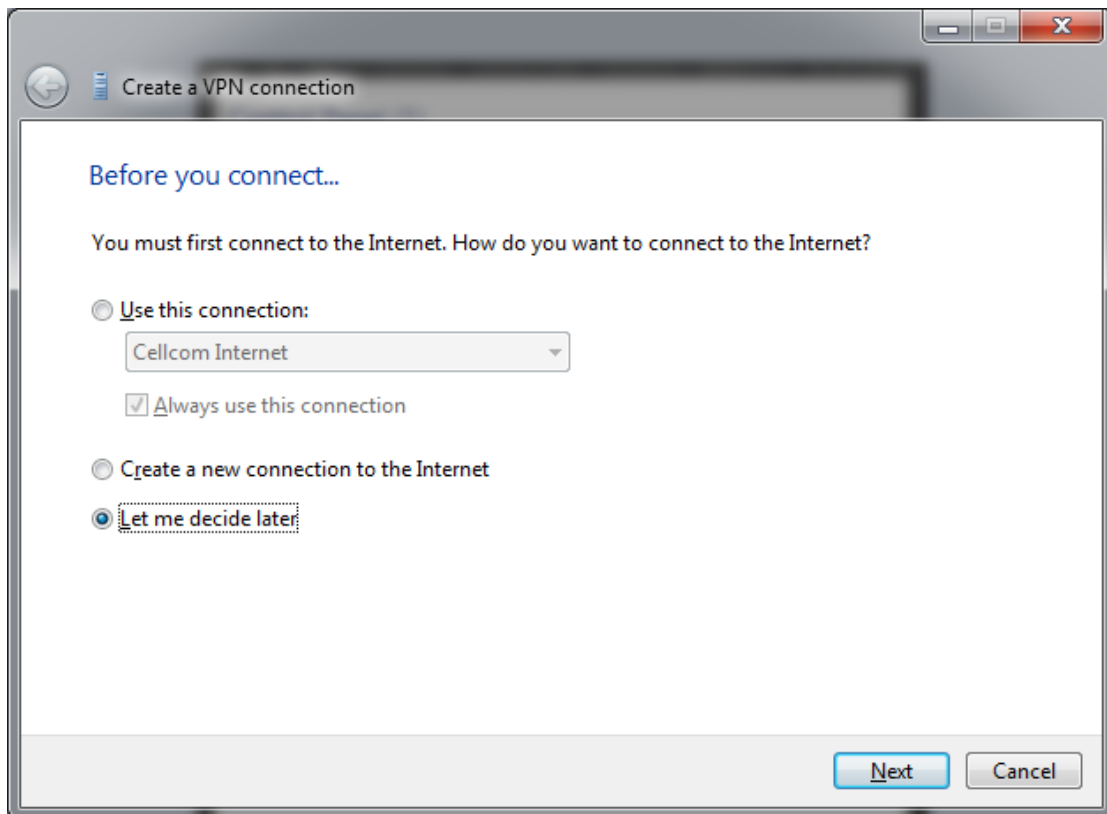 Create a VPN connection
Before you connect...
You must first connect to the Internet. How do you want to connect to the Internet?
Use this connection:
Cellcom Internet
Always use this connection
Create a new connection to the Internet
Let me decide later
Next
Cancel